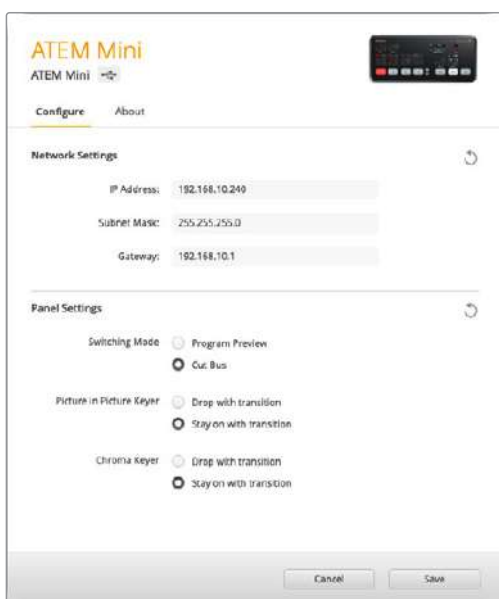 ATEM Mini
ATEM Mini
Configure About
Network Settings
IP Address: 192.168.10.240
Subnet Mask: 255.255.255.0
Gateway: 192.168.10.1
Panel Settings
Switching Mode Program Preview
Cut Bus
Picture in Picture Keyer Drop with transition
Stay on with transition
Chroma Keyer Drop with transition
Stay on with transition
Cancel Save